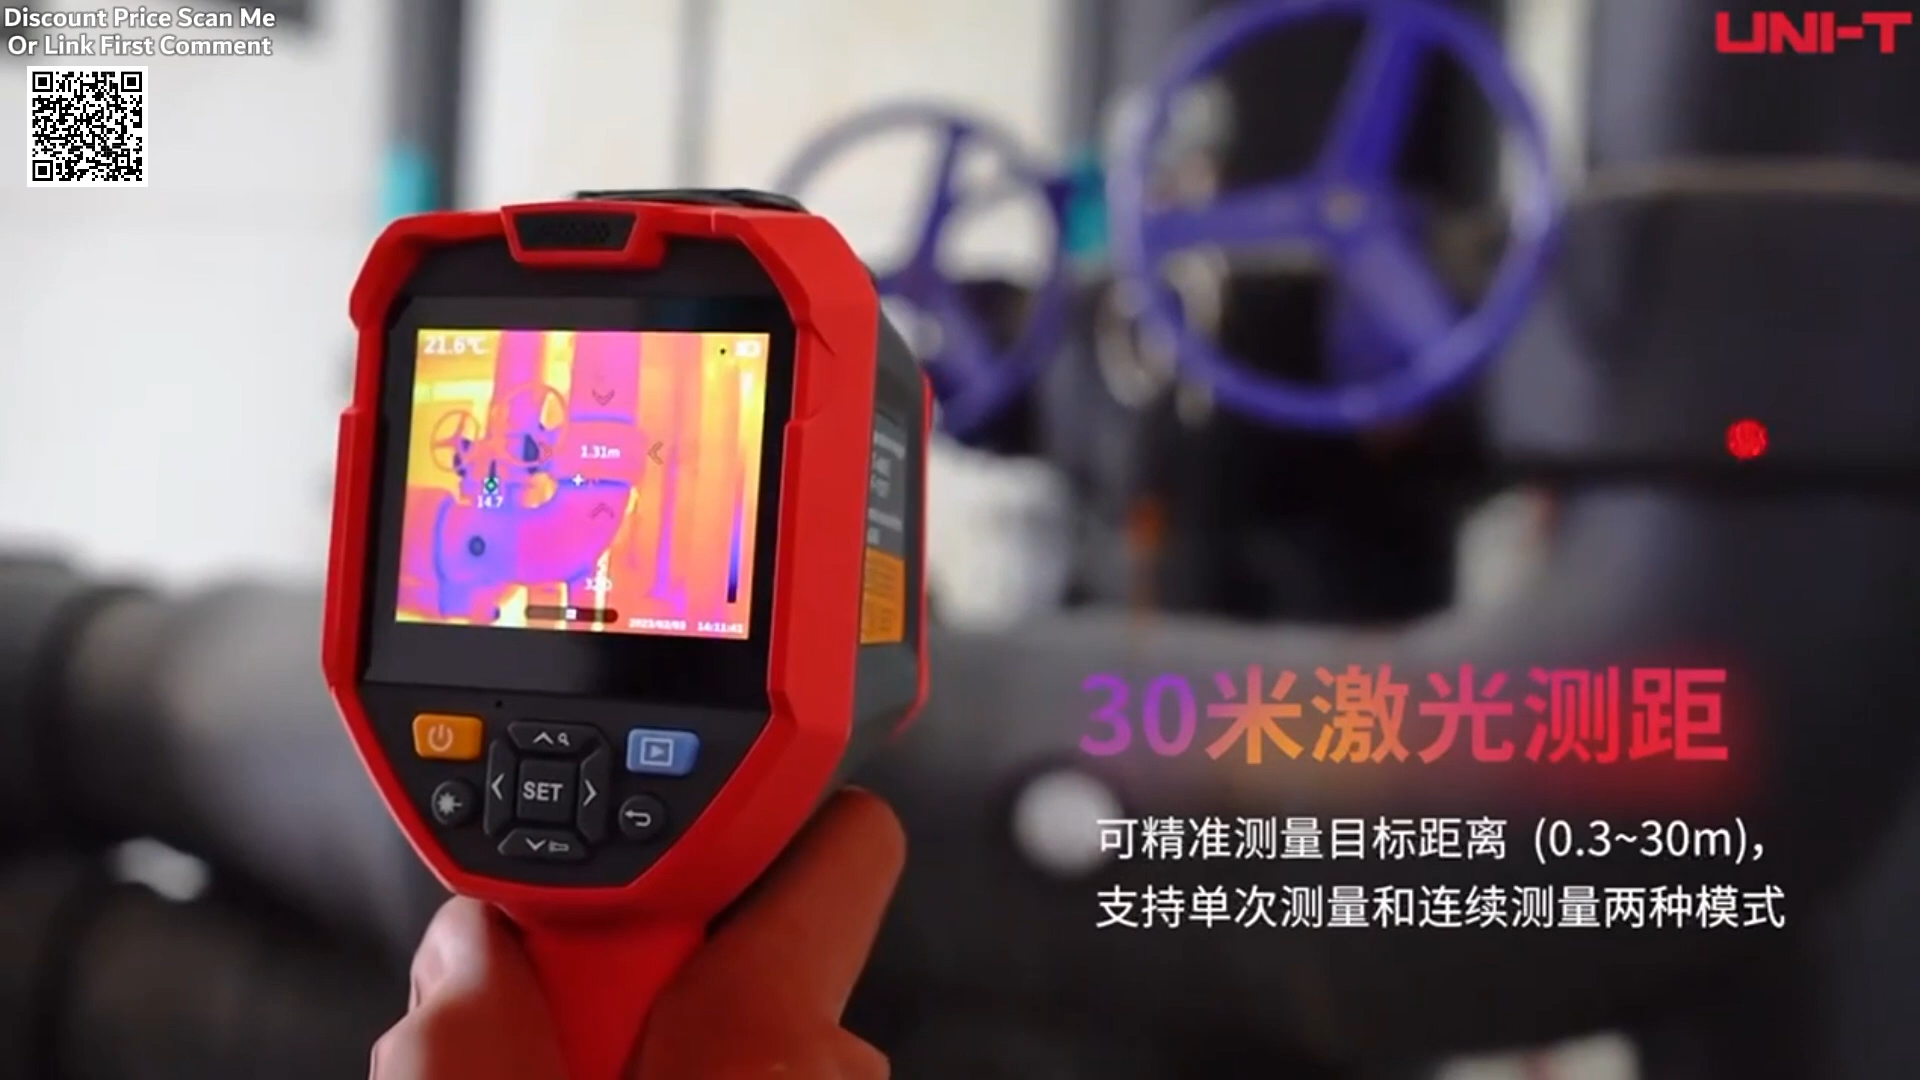 Discount Price Scan Me
Or Link First Comment
UNI-T
21.6℃
1.31m
14.7
SET
30米激光测距
可精准测量目标距离 (0.3~30m),
支持单次测量和连续测量两种模式